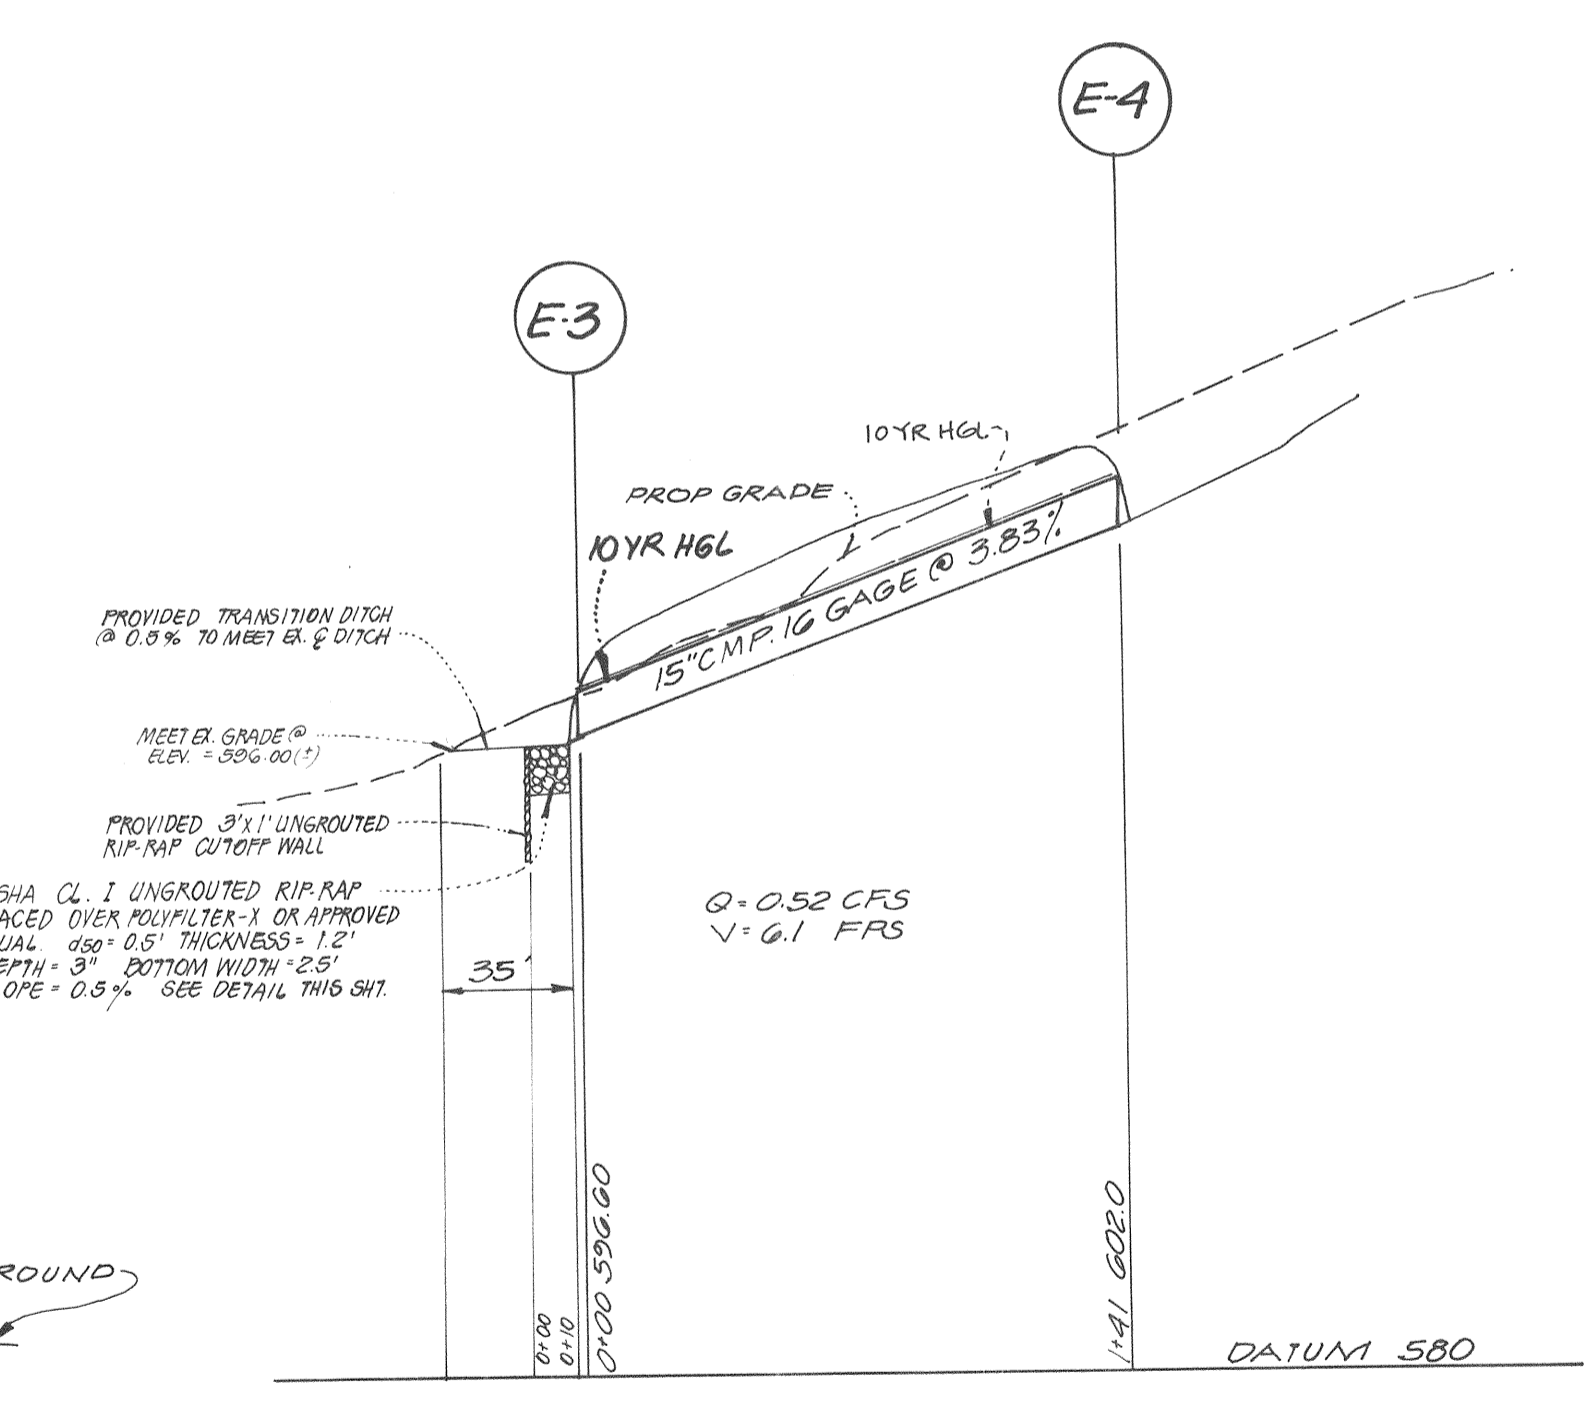 E-4
E-3
10 YR HGL
PROP GRADE
10 YR HGL
15" CMP. 16 GAGE @ 3.83%
PROVIDED TRANSITION DITCH
@ 0.5% TO MEET EX. ℄ DITCH
MEET EX. GRADE @
ELEV. = 596.00 (±)
PROVIDED 3'X1' UNGROUTED
RIP-RAP CUTOFF WALL
SHA CL. I UNGROUTED RIP-RAP
ACED OVER POLYFILTER-X OR APPROVED
UAL. d50 = 0.5' THICKNESS = 1.2'
EPTH = 3" BOTTOM WIDTH = 2.5'
OPE = 0.5% SEE DETAIL THIS SHT.
35'
Q = 0.52 CFS
V = 6.1 FPS
0+00
0+10
0+00 596.60
1+41 602.0
ROUND
DATUM 580